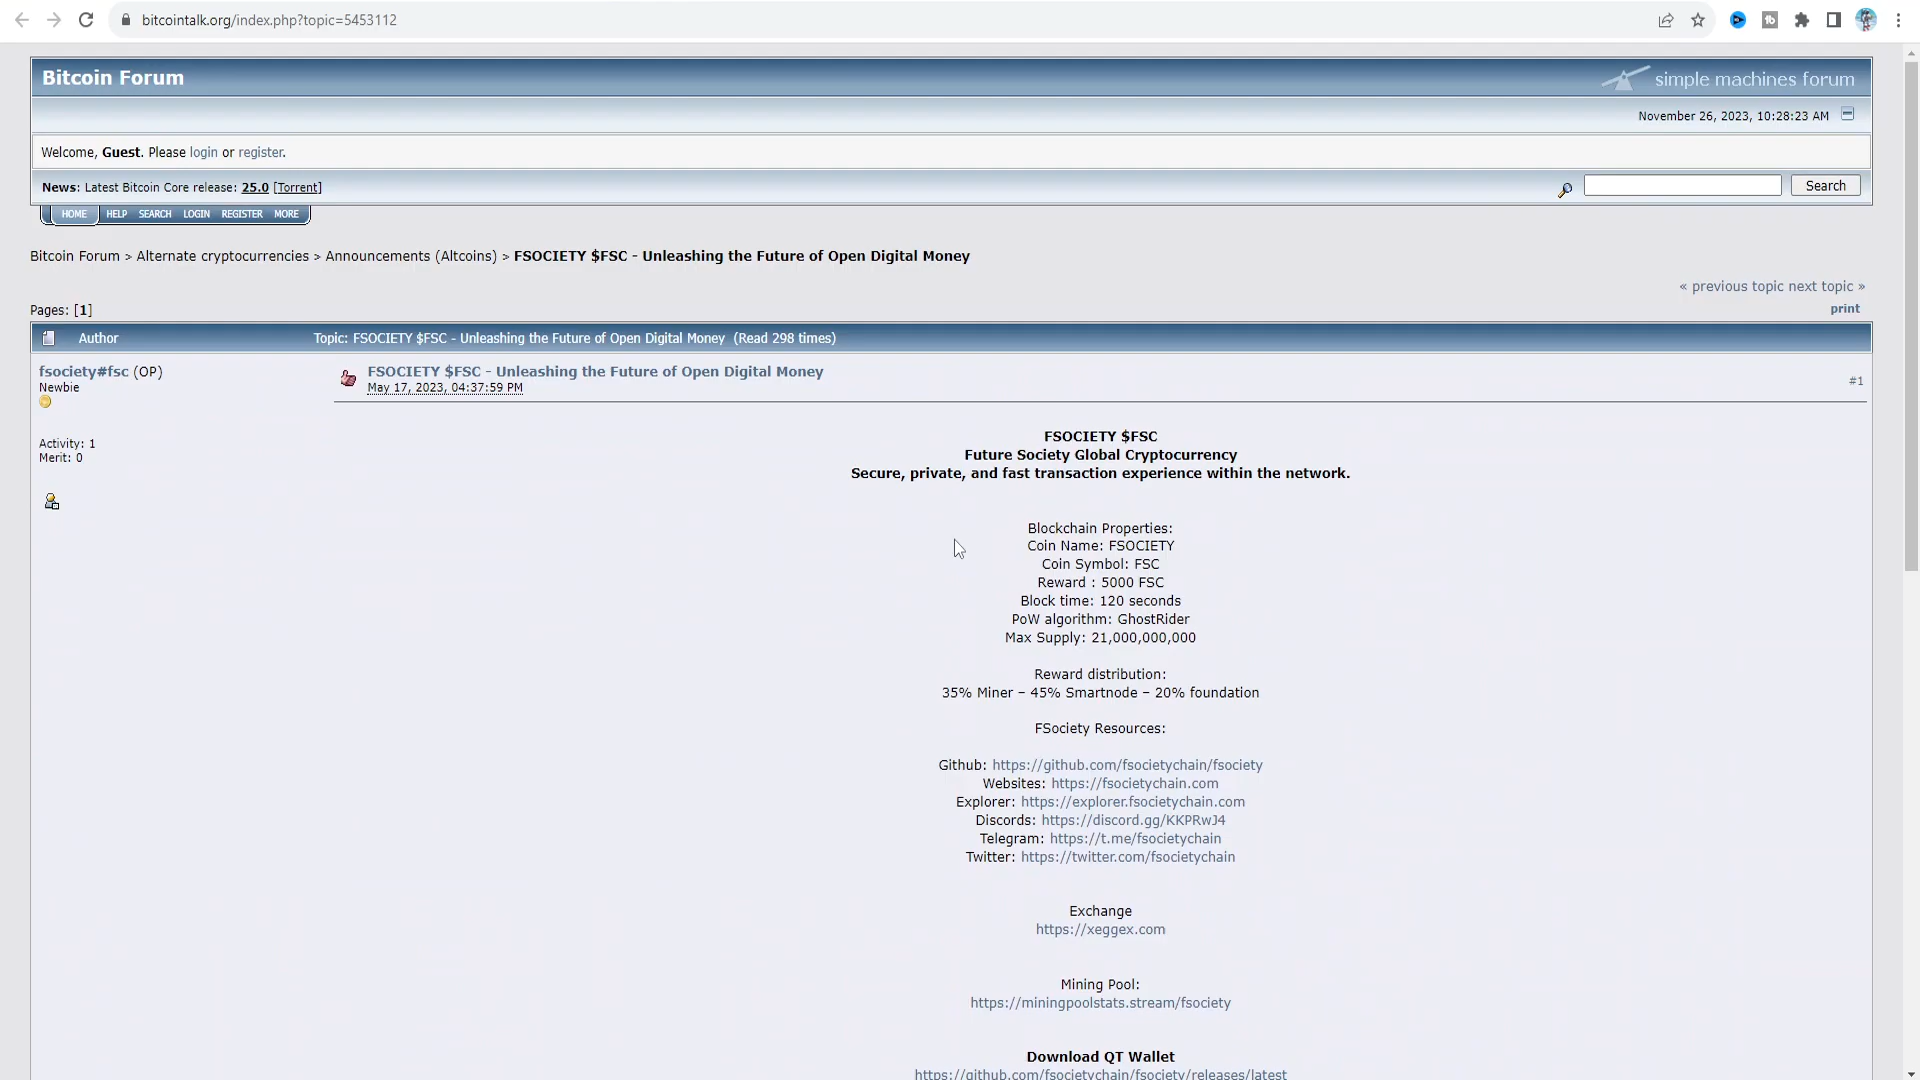 bitcointalk.org/index.php?topic=5453112
Bitcoin Forum
simple machines forum
November 26, 2023, 10:28:23 AM
Welcome, Guest. Please login or register.
News: Latest Bitcoin Core release: 25.0 [Torrent]
Search
HOME HELP SEARCH LOGIN REGISTER MORE
Bitcoin Forum > Alternate cryptocurrencies > Announcements (Altcoins) > FSOCIETY $FSC - Unleashing the Future of Open Digital Money
« previous topic next topic »
Pages: [1]
print
Author
Topic: FSOCIETY $FSC - Unleashing the Future of Open Digital Money (Read 298 times)
fsociety#fsc (OP)
Newbie
Activity: 1
Merit: 0
FSOCIETY $FSC - Unleashing the Future of Open Digital Money
May 17, 2023, 04:37:59 PM
#1
FSOCIETY $FSC
Future Society Global Cryptocurrency
Secure, private, and fast transaction experience within the network.
Blockchain Properties:
Coin Name: FSOCIETY
Coin Symbol: FSC
Reward : 5000 FSC
Block time: 120 seconds
PoW algorithm: GhostRider
Max Supply: 21,000,000,000
Reward distribution:
35% Miner – 45% Smartnode – 20% foundation
FSociety Resources:
Github: https://github.com/fsocietychain/fsociety
Websites: https://fsocietychain.com
Explorer: https://explorer.fsocietychain.com
Discords: https://discord.gg/KKPRwJ4
Telegram: https://t.me/fsocietychain
Twitter: https://twitter.com/fsocietychain
Exchange
https://xeggex.com
Mining Pool:
https://miningpoolstats.stream/fsociety
Download QT Wallet
https://github.com/fsocietychain/fsociety/releases/latest